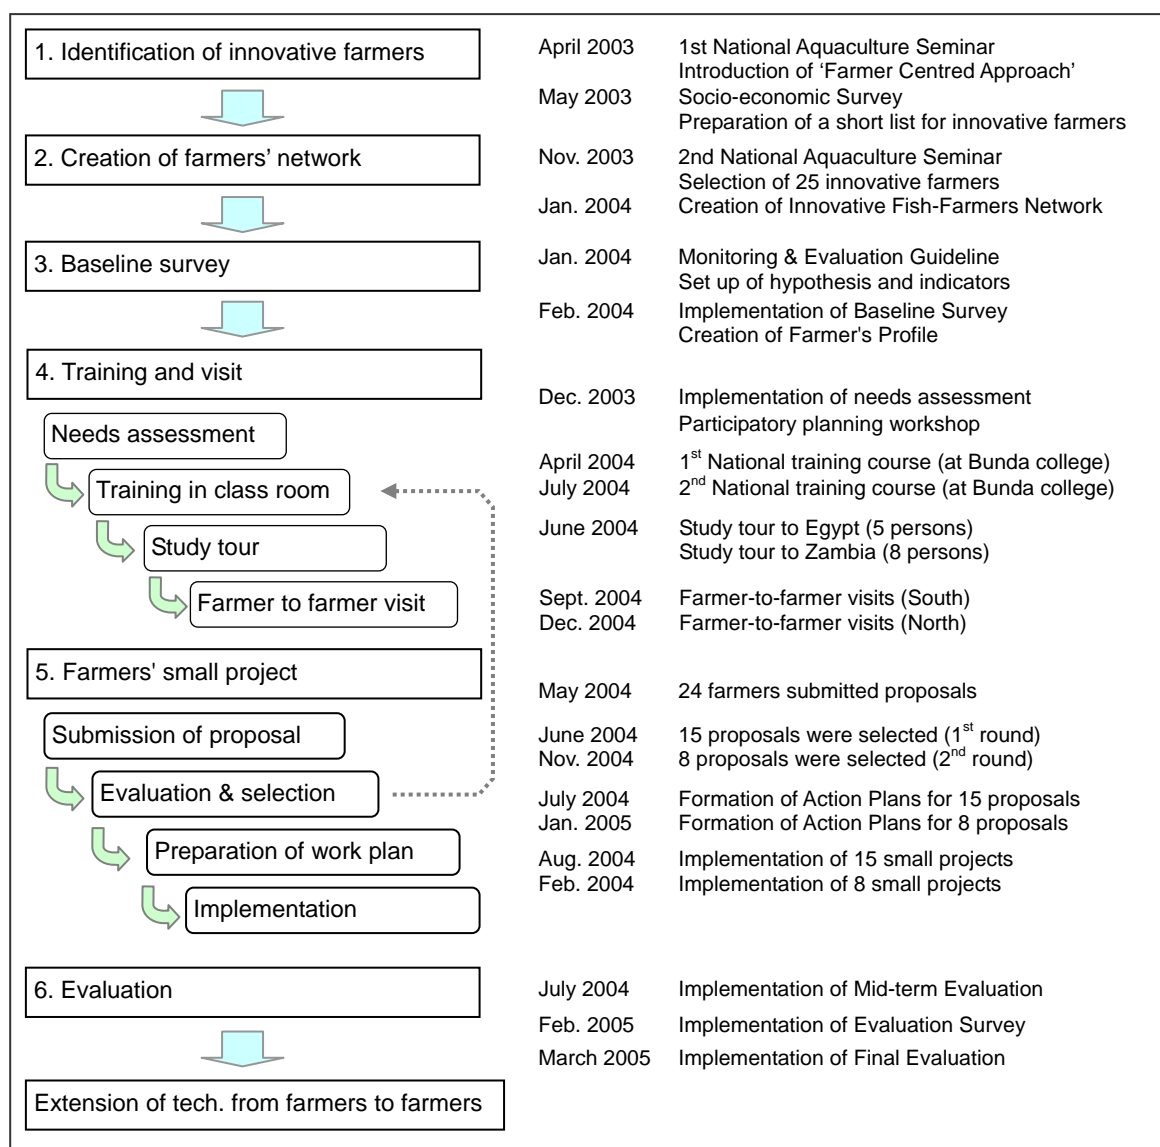 1. Identification of innovative farmers
April 2003 1st National Aquaculture Seminar
Introduction of ‘Farmer Centred Approach’
May 2003 Socio-economic Survey
Preparation of a short list for innovative farmers
2. Creation of farmers’ network
Nov. 2003 2nd National Aquaculture Seminar
Selection of 25 innovative farmers
Jan. 2004 Creation of Innovative Fish-Farmers Network
3. Baseline survey
Jan. 2004 Monitoring & Evaluation Guideline
Set up of hypothesis and indicators
Feb. 2004 Implementation of Baseline Survey
Creation of Farmer's Profile
4. Training and visit
Dec. 2003 Implementation of needs assessment
Participatory planning workshop
Needs assessment
April 2004 1st National training course (at Bunda college)
Training in class room
July 2004 2nd National training course (at Bunda college)
Study tour
June 2004 Study tour to Egypt (5 persons)
Study tour to Zambia (8 persons)
Farmer to farmer visit
Sept. 2004 Farmer-to-farmer visits (South)
Dec. 2004 Farmer-to-farmer visits (North)
5. Farmers' small project
May 2004 24 farmers submitted proposals
Submission of proposal
June 2004 15 proposals were selected (1st round)
Nov. 2004 8 proposals were selected (2nd round)
Evaluation & selection
July 2004 Formation of Action Plans for 15 proposals
Jan. 2005 Formation of Action Plans for 8 proposals
Preparation of work plan
Aug. 2004 Implementation of 15 small projects
Feb. 2004 Implementation of 8 small projects
Implementation
6. Evaluation
July 2004 Implementation of Mid-term Evaluation
Feb. 2005 Implementation of Evaluation Survey
March 2005 Implementation of Final Evaluation
Extension of tech. from farmers to farmers